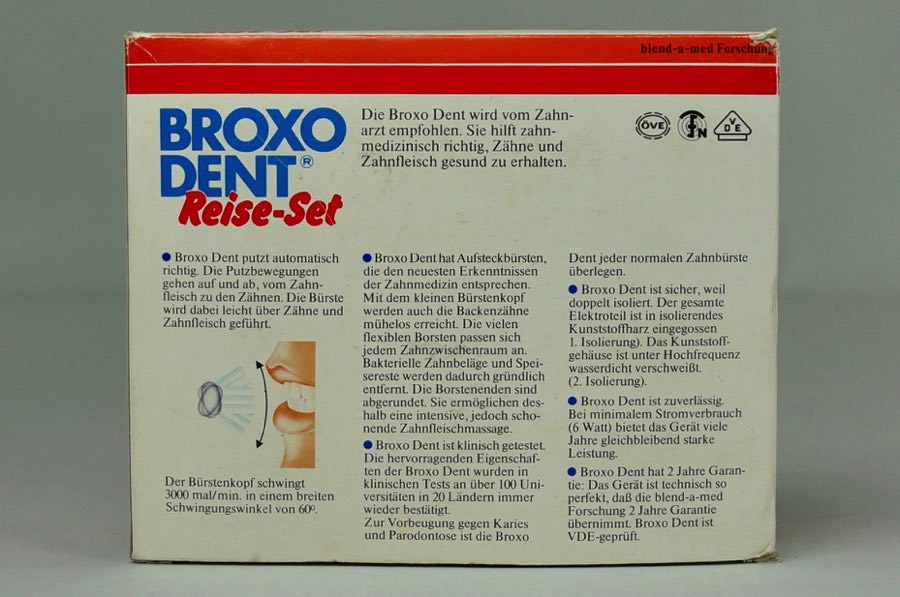 blend-a-med Forschung
BROXO
DENT®
Reise-Set
Die Broxo Dent wird vom Zahn-
arzt empfohlen. Sie hilft zahn-
medizinisch richtig, Zähne und
Zahnfleisch gesund zu erhalten.
ÖVE
FN
VDE
● Broxo Dent putzt automatisch
richtig. Die Putzbewegungen
gehen auf und ab, vom Zahn-
fleisch zu den Zähnen. Die Bürste
wird dabei leicht über Zähne und
Zahnfleisch geführt.
Der Bürstenkopf schwingt
3000 mal/min. in einem breiten
Schwingungswinkel von 60º.
● Broxo Dent hat Aufsteckbürsten,
die den neuesten Erkenntnissen
der Zahnmedizin entsprechen.
Mit dem kleinen Bürstenkopf
werden auch die Backenzähne
mühelos erreicht. Die vielen
flexiblen Borsten passen sich
jedem Zahnzwischenraum an.
Bakterielle Zahnbeläge und Spei-
sereste werden dadurch gründlich
entfernt. Die Borstenenden sind
abgerundet. Sie ermöglichen des-
halb eine intensive, jedoch scho-
nende Zahnfleischmassage.
● Broxo Dent ist klinisch getestet.
Die hervorragenden Eigenschaf-
ten der Broxo Dent wurden in
klinischen Tests an über 100 Uni-
versitäten in 20 Ländern immer
wieder bestätigt.
Zur Vorbeugung gegen Karies
und Parodontose ist die Broxo
Dent jeder normalen Zahnbürste
überlegen.
● Broxo Dent ist sicher, weil
doppelt isoliert. Der gesamte
Elektroteil ist in isolierendes
Kunststoffharz eingegossen
1. Isolierung). Das Kunststoff-
gehäuse ist unter Hochfrequenz
wasserdicht verschweißt.
(2. Isolierung).
● Broxo Dent ist zuverlässig.
Bei minimalem Stromverbrauch
(6 Watt) bietet das Gerät viele
Jahre gleichbleibend starke
Leistung.
● Broxo Dent hat 2 Jahre Garan-
tie: Das Gerät ist technisch so
perfekt, daß die blend-a-med
Forschung 2 Jahre Garantie
übernimmt. Broxo Dent ist
VDE-geprüft.